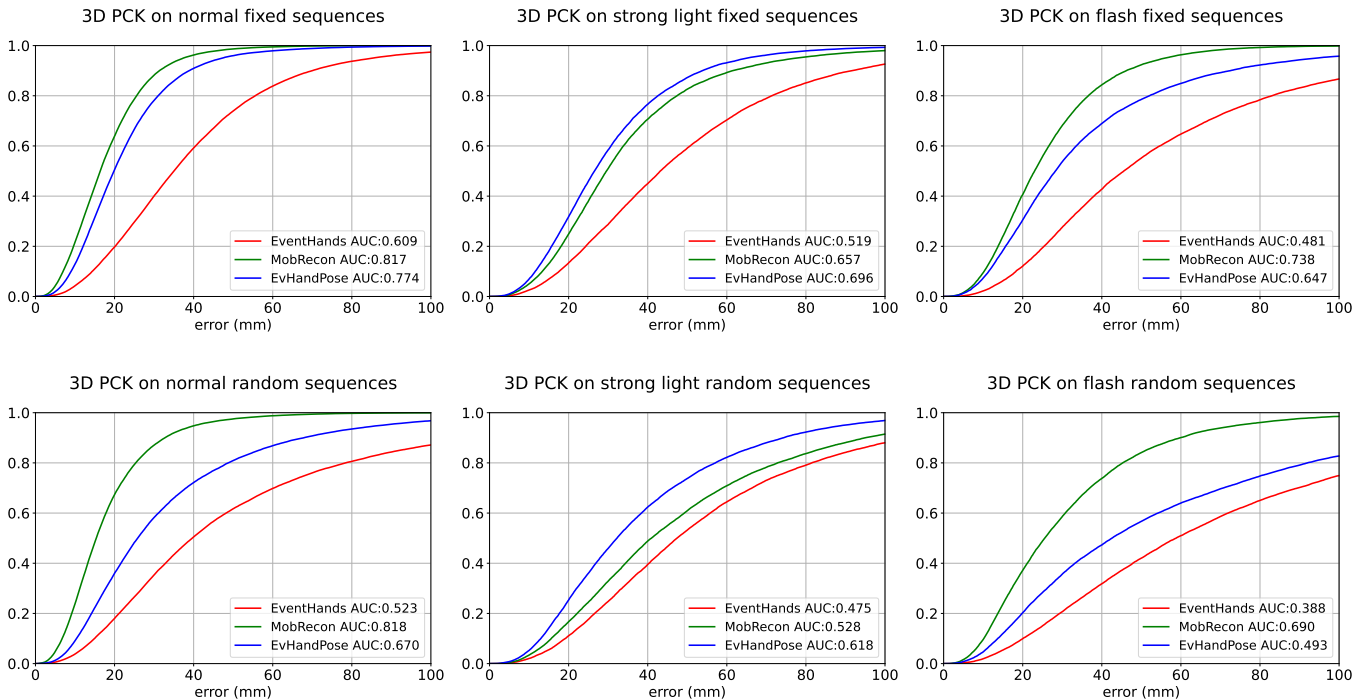 3D PCK on normal fixed sequences
1.0
0.8
0.6
0.4
0.2
0.0
EventHands AUC:0.609
MobRecon AUC:0.817
EvHandPose AUC:0.774
0 20 40 60 80 100
error (mm)
3D PCK on strong light fixed sequences
1.0
0.8
0.6
0.4
0.2
0.0
EventHands AUC:0.519
MobRecon AUC:0.657
EvHandPose AUC:0.696
0 20 40 60 80 100
error (mm)
3D PCK on flash fixed sequences
1.0
0.8
0.6
0.4
0.2
0.0
EventHands AUC:0.481
MobRecon AUC:0.738
EvHandPose AUC:0.647
0 20 40 60 80 100
error (mm)
3D PCK on normal random sequences
1.0
0.8
0.6
0.4
0.2
0.0
EventHands AUC:0.523
MobRecon AUC:0.818
EvHandPose AUC:0.670
0 20 40 60 80 100
error (mm)
3D PCK on strong light random sequences
1.0
0.8
0.6
0.4
0.2
0.0
EventHands AUC:0.475
MobRecon AUC:0.528
EvHandPose AUC:0.618
0 20 40 60 80 100
error (mm)
3D PCK on flash random sequences
1.0
0.8
0.6
0.4
0.2
0.0
EventHands AUC:0.388
MobRecon AUC:0.690
EvHandPose AUC:0.493
0 20 40 60 80 100
error (mm)